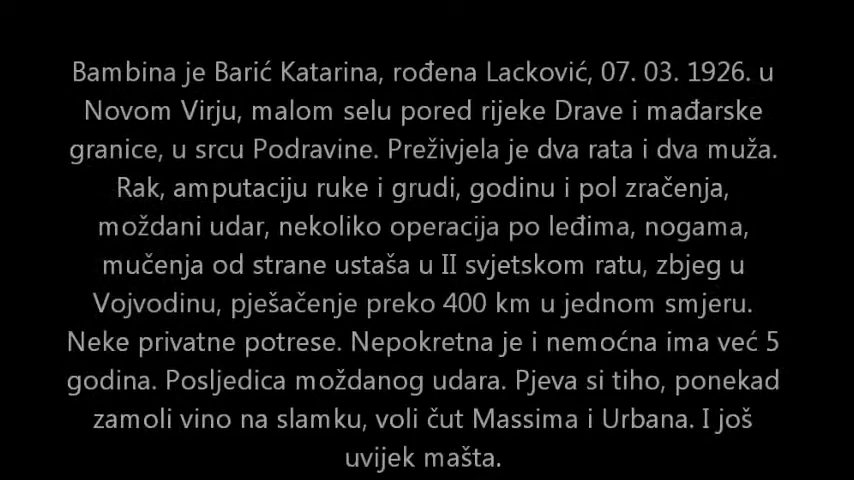 Bambina je Barić Katarina, rođena Lacković, 07. 03. 1926. u
Novom Virju, malom selu pored rijeke Drave i mađarske
granice, u srcu Podravine. Preživjela je dva rata i dva muža.
Rak, amputaciju ruke i grudi, godinu i pol zračenja,
moždani udar, nekoliko operacija po leđima, nogama,
mučenja od strane ustaša u II svjetskom ratu, zbjeg u
Vojvodinu, pješačenje preko 400 km u jednom smjeru.
Neke privatne potrese. Nepokretna je i nemoćna ima već 5
godina. Posljedica moždanog udara. Pjeva si tiho, ponekad
zamoli vino na slamku, voli čut Massima i Urbana. I još
uvijek mašta.